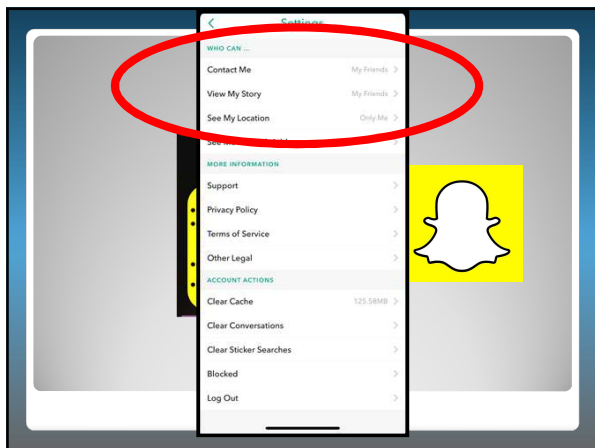 Settings
WHO CAN ...
Contact Me My Friends
View My Story My Friends
See My Location Only Me
MORE INFORMATION
Support
Privacy Policy
Terms of Service
Other Legal
ACCOUNT ACTIONS
Clear Cache 125.58MB
Clear Conversations
Clear Sticker Searches
Blocked
Log Out